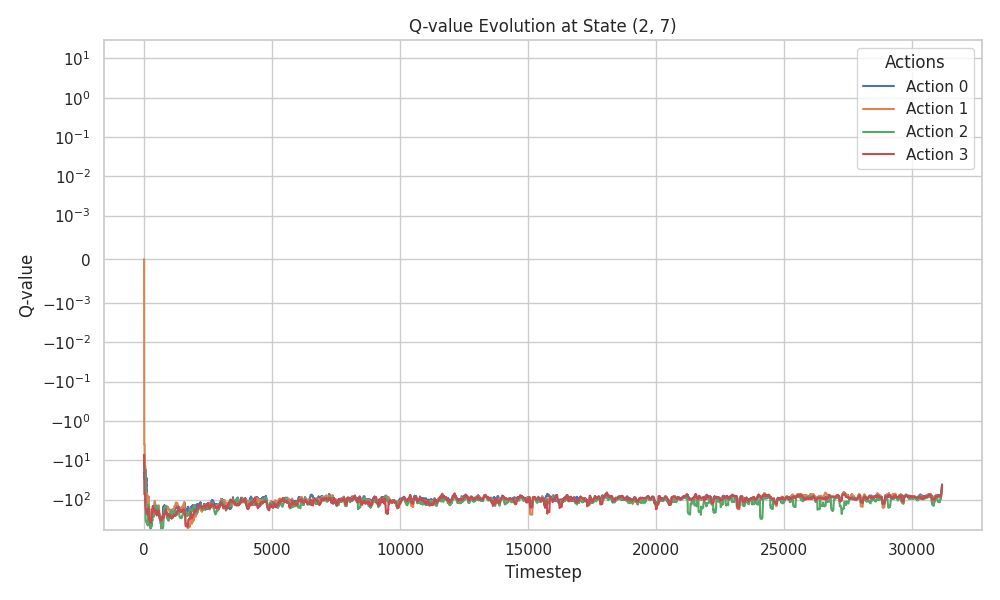 Q-value Evolution at State (2, 7)
Actions
Action 0
Action 1
Action 2
Action 3
Q-value
10¹
10⁰
10⁻¹
10⁻²
10⁻³
0
−10⁻³
−10⁻²
−10⁻¹
−10⁰
−10¹
−10²
0 5000 10000 15000 20000 25000 30000
Timestep